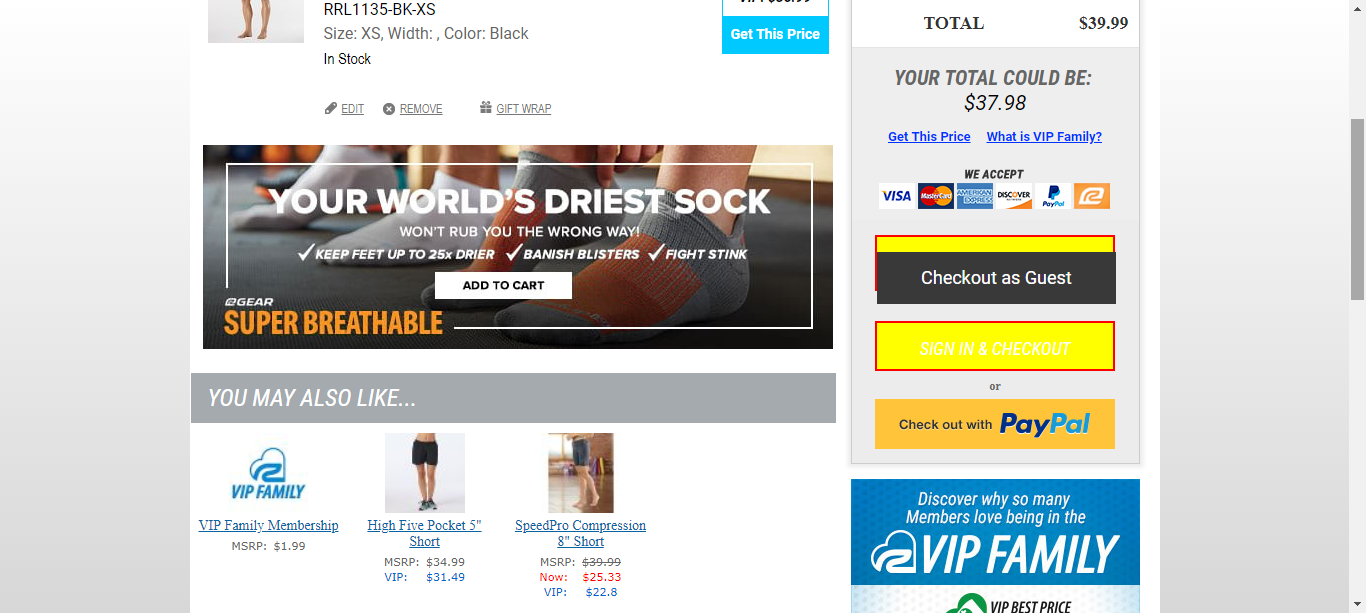 RRL1135-BK-XS
Size: XS, Width: , Color: Black
In Stock
Get This Price
EDIT REMOVE GIFT WRAP
YOUR WORLD'S DRIEST SOCK
WON'T RUB YOU THE WRONG WAY!
✓KEEP FEET UP TO 25x DRIER ✓BANISH BLISTERS ✓FIGHT STINK
ADD TO CART
GEAR
SUPER BREATHABLE
YOU MAY ALSO LIKE...
VIP FAMILY
VIP Family Membership
MSRP: $1.99
High Five Pocket 5"
Short
MSRP: $34.99
VIP: $31.49
SpeedPro Compression
8" Short
MSRP: $39.99
Now: $25.33
VIP: $22.8
TOTAL $39.99
YOUR TOTAL COULD BE:
$37.98
Get This Price What is VIP Family?
WE ACCEPT
VISA MasterCard AMERICAN EXPRESS DISCOVER PayPal
Checkout as Guest
SIGN IN & CHECKOUT
or
Check out with PayPal
Discover why so many
Members love being in the
VIP FAMILY
VIP BEST PRICE